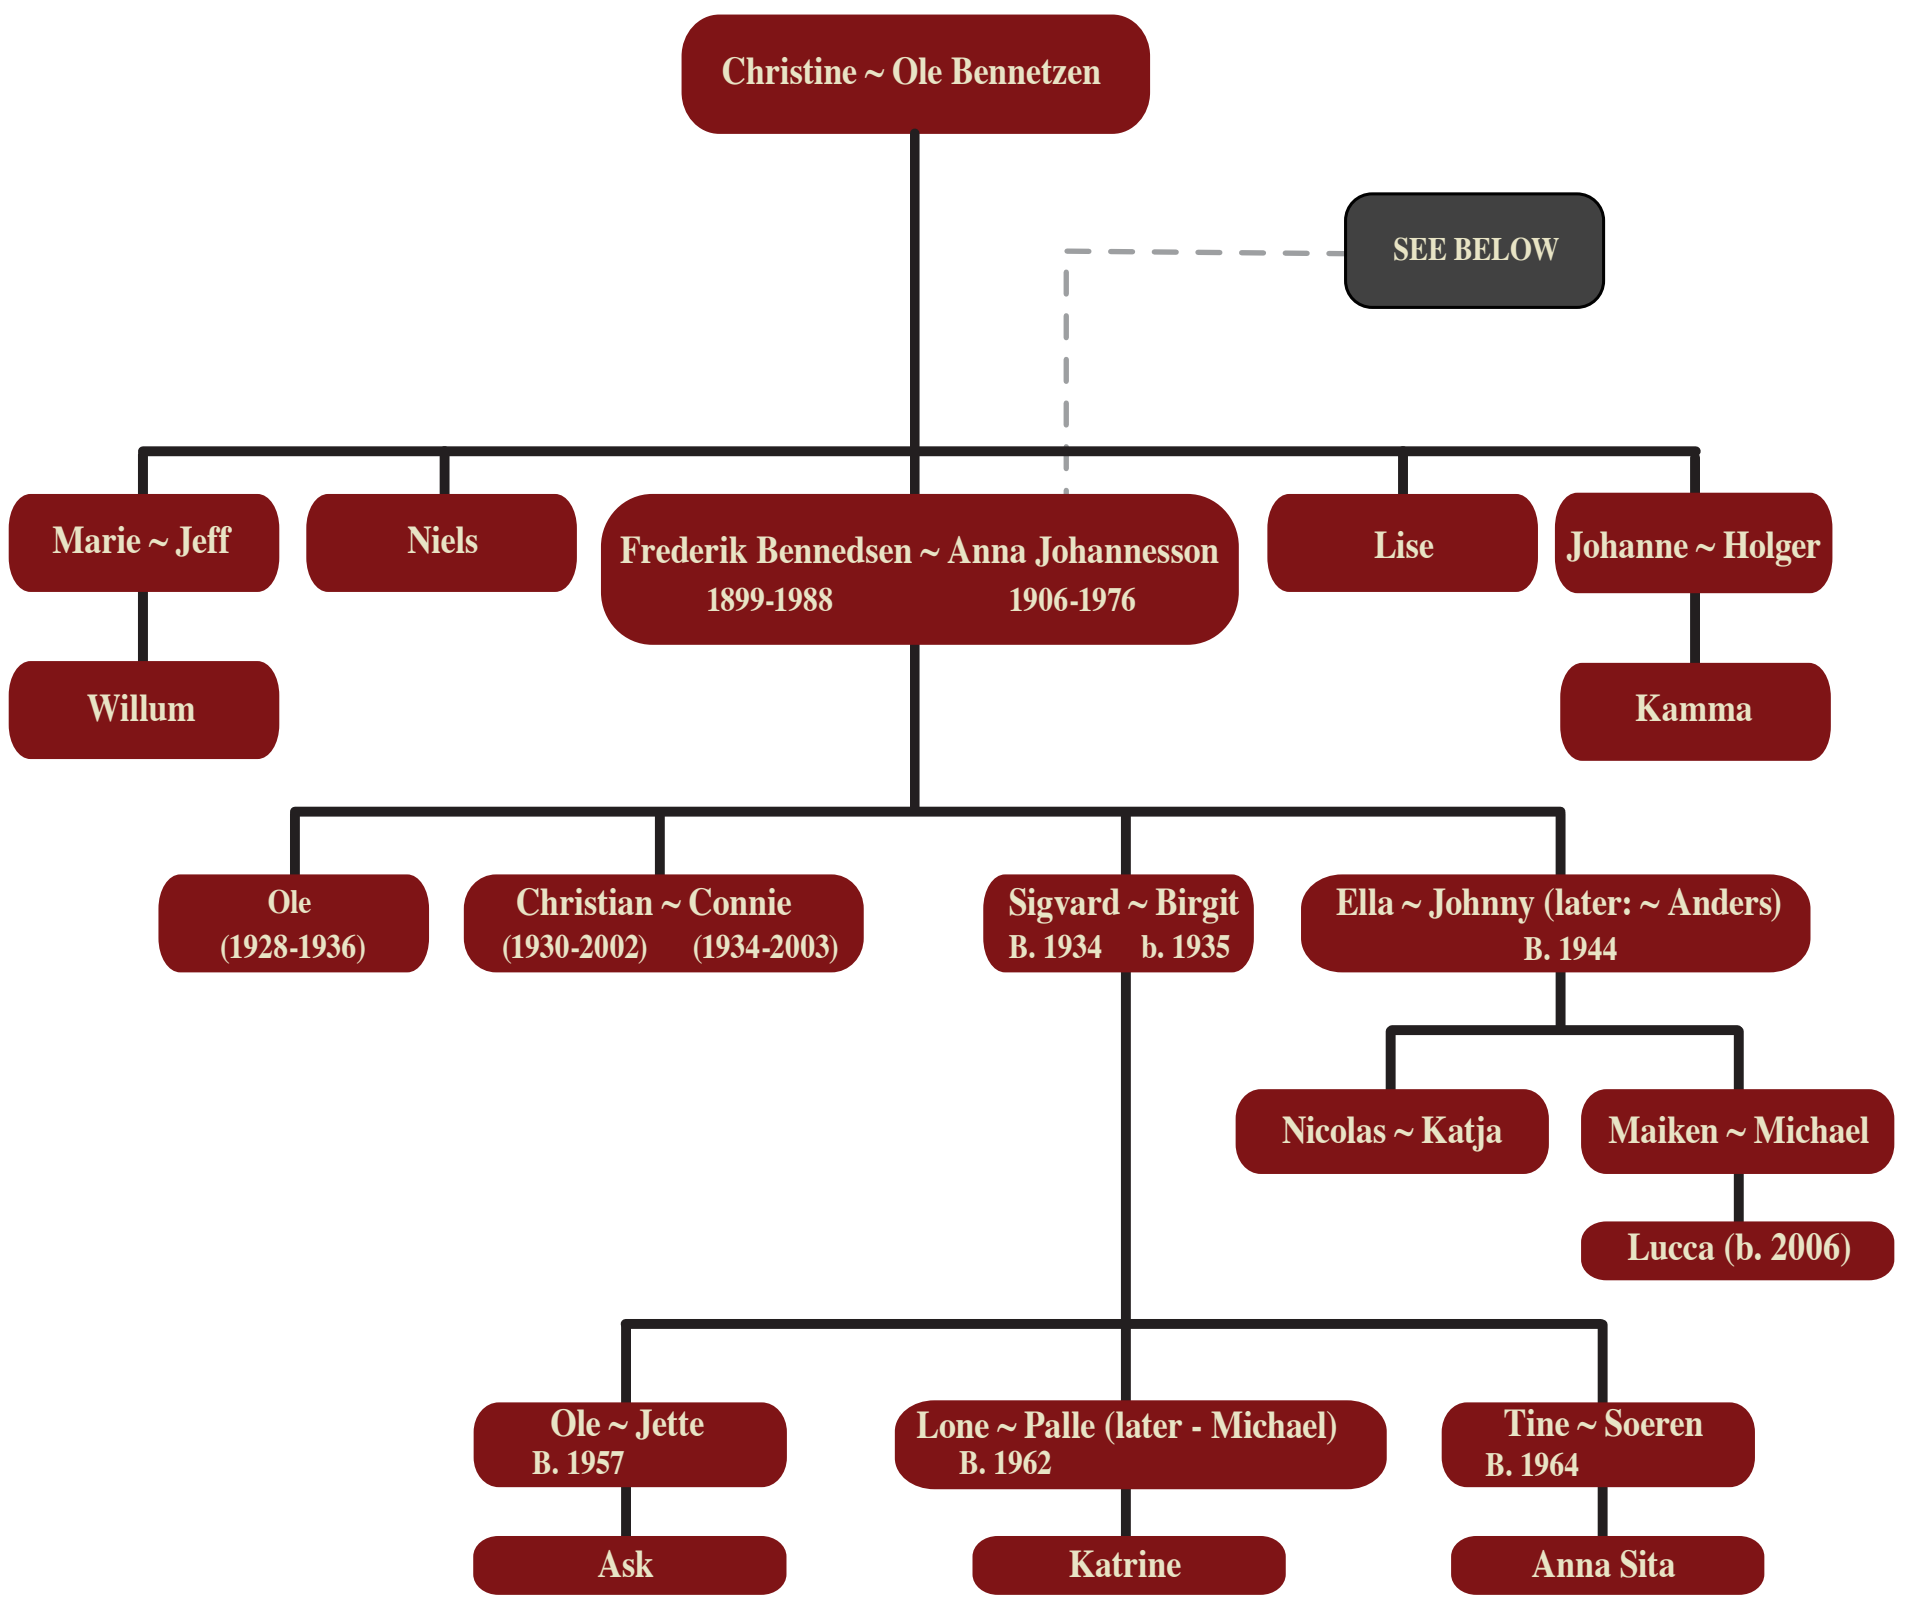 Christine ~ Ole Bennetzen
SEE BELOW
Marie ~ Jeff
Niels
Frederik Bennedsen ~ Anna Johannesson
1899-1988 1906-1976
Lise
Johanne ~ Holger
Willum
Kamma
Ole
(1928-1936)
Christian ~ Connie
(1930-2002) (1934-2003)
Sigvard ~ Birgit
B. 1934 b. 1935
Ella ~ Johnny (later: ~ Anders)
B. 1944
Nicolas ~ Katja
Maiken ~ Michael
Lucca (b. 2006)
Ole ~ Jette
B. 1957
Lone ~ Palle (later - Michael)
B. 1962
Tine ~ Soeren
B. 1964
Ask
Katrine
Anna Sita